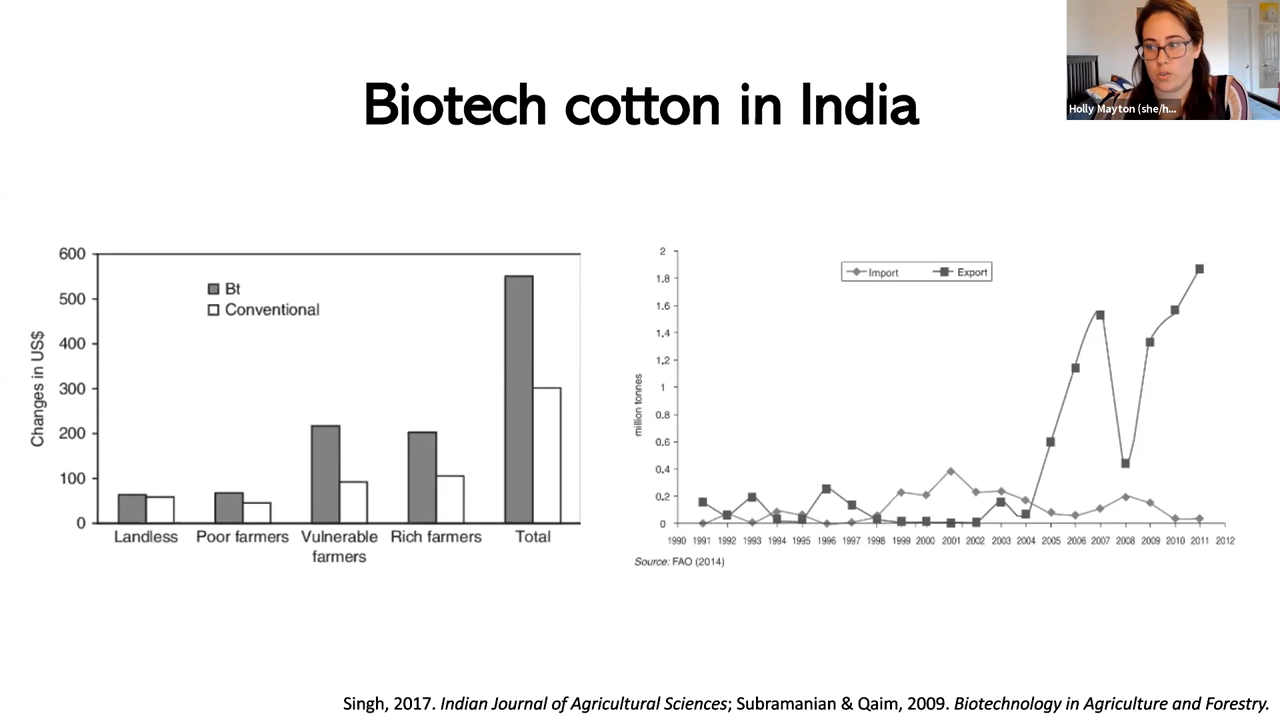 Biotech cotton in India
Holly Mayton (she/h...
600
500
400
300
200
100
0
Changes in US$
Bt
Conventional
Landless
Poor farmers
Vulnerable
farmers
Rich farmers
Total
2
1.8
1.6
1.4
1.2
1
0.8
0.6
0.4
0.2
0
million tonnes
Import
Export
1990 1991 1992 1993 1994 1995 1996 1997 1998 1999 2000 2001 2002 2003 2004 2005 2006 2007 2008 2009 2010 2011 2012
Source: FAO (2014)
Singh, 2017. Indian Journal of Agricultural Sciences; Subramanian & Qaim, 2009. Biotechnology in Agriculture and Forestry.